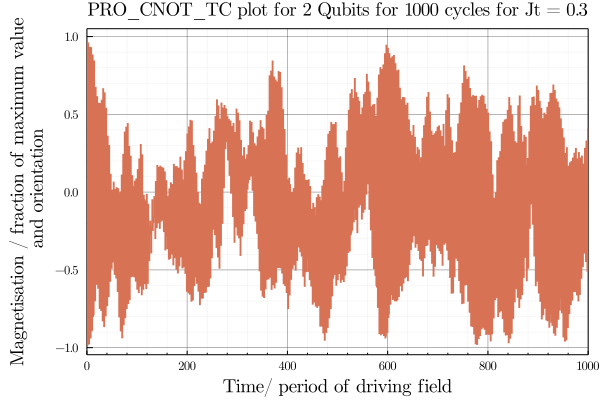 PRO_CNOT_TC plot for 2 Qubits for 1000 cycles for Jt = 0.3
Magnetisation / fraction of maximum value
and orientation
1.0
0.5
0.0
−0.5
−1.0
0 200 400 600 800 1000
Time/ period of driving field